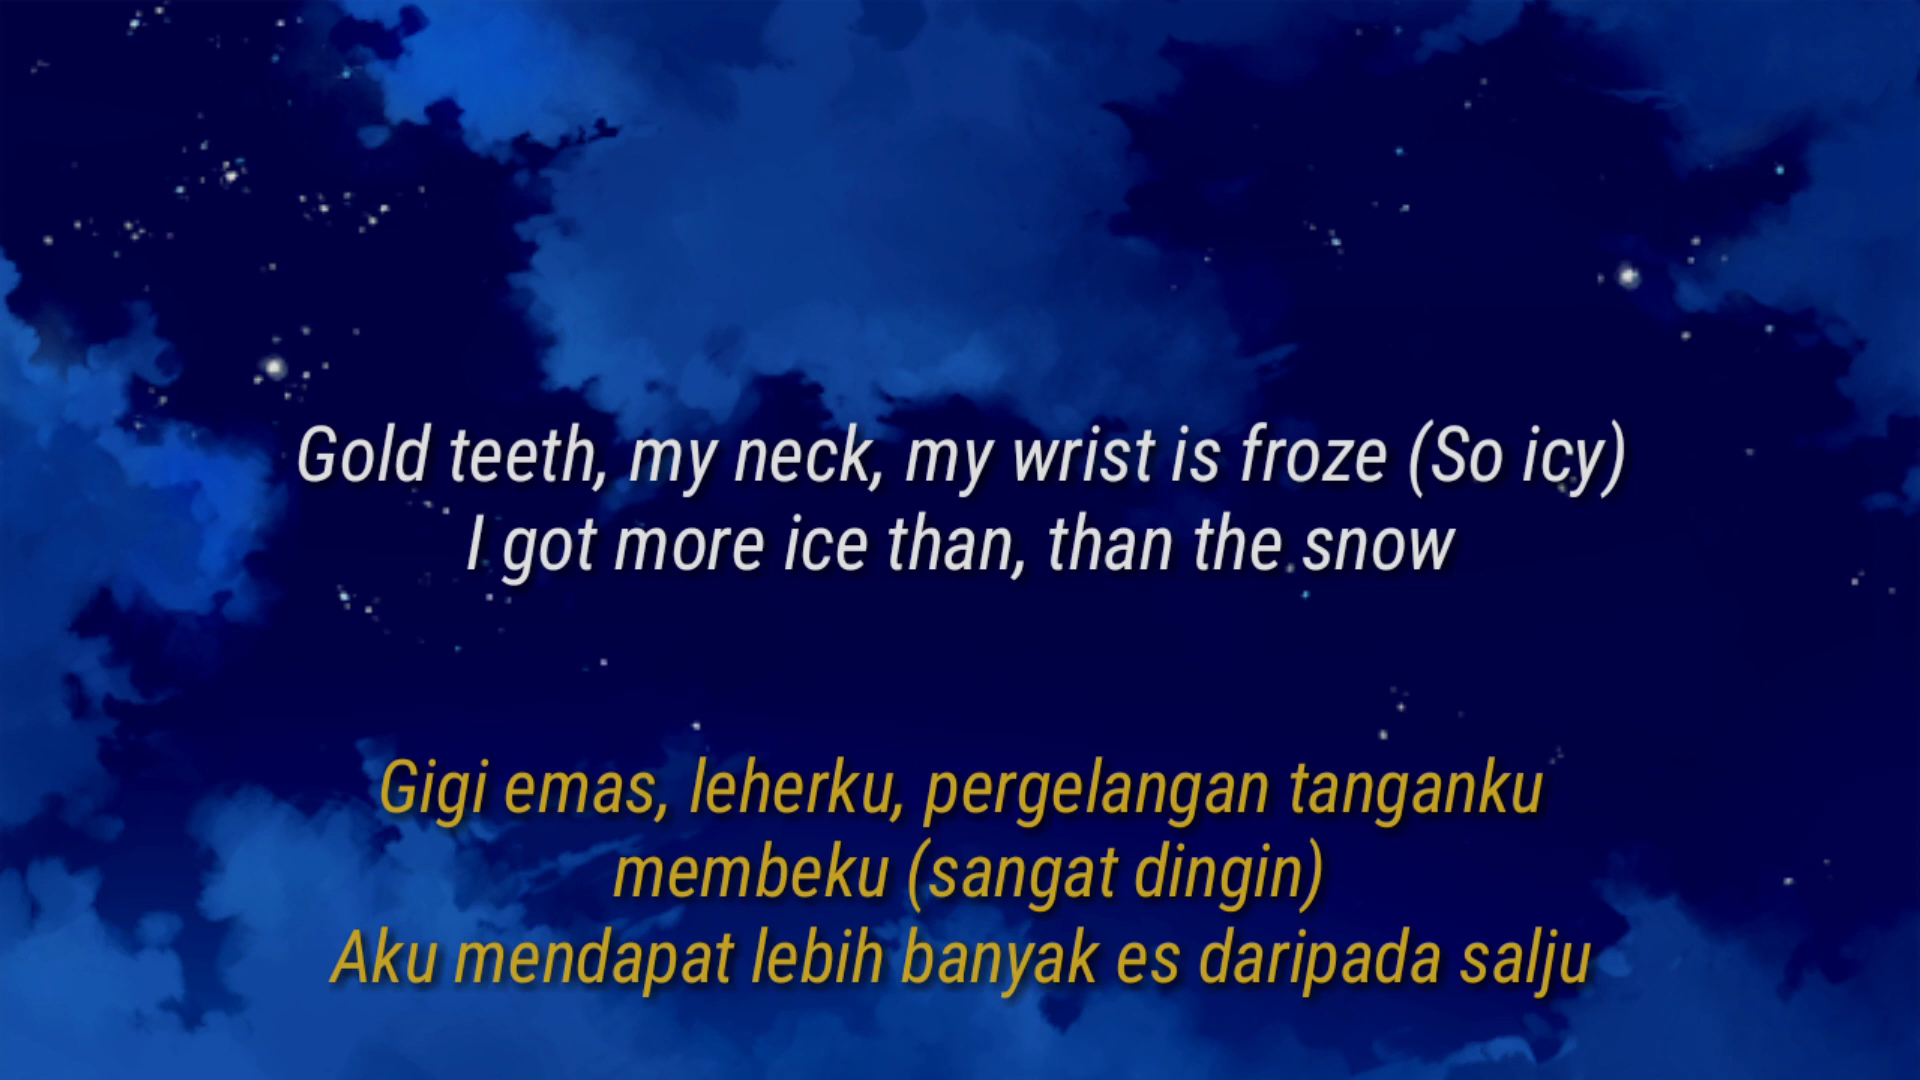 Gold teeth, my neck, my wrist is froze (So icy)
I got more ice than, than the snow
Gigi emas, leherku, pergelangan tanganku
membeku (sangat dingin)
Aku mendapat lebih banyak es daripada salju